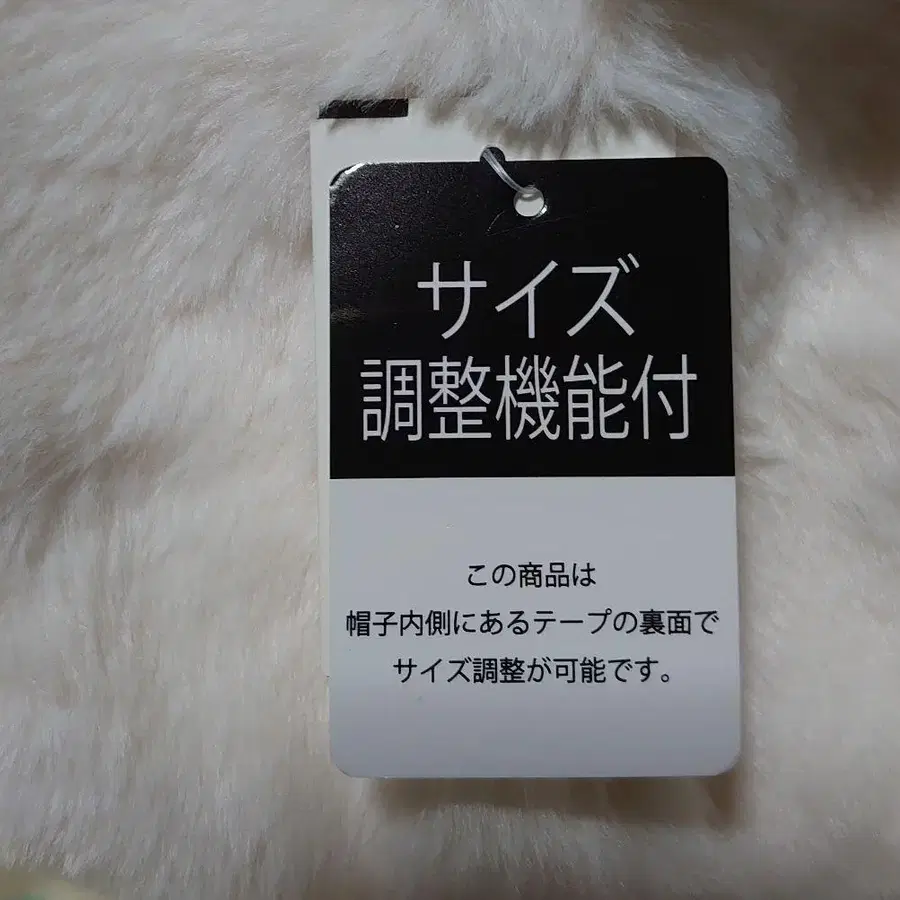 サイズ
調整機能付
この商品は
帽子内側にあるテープの裏面で
サイズ調整が可能です。